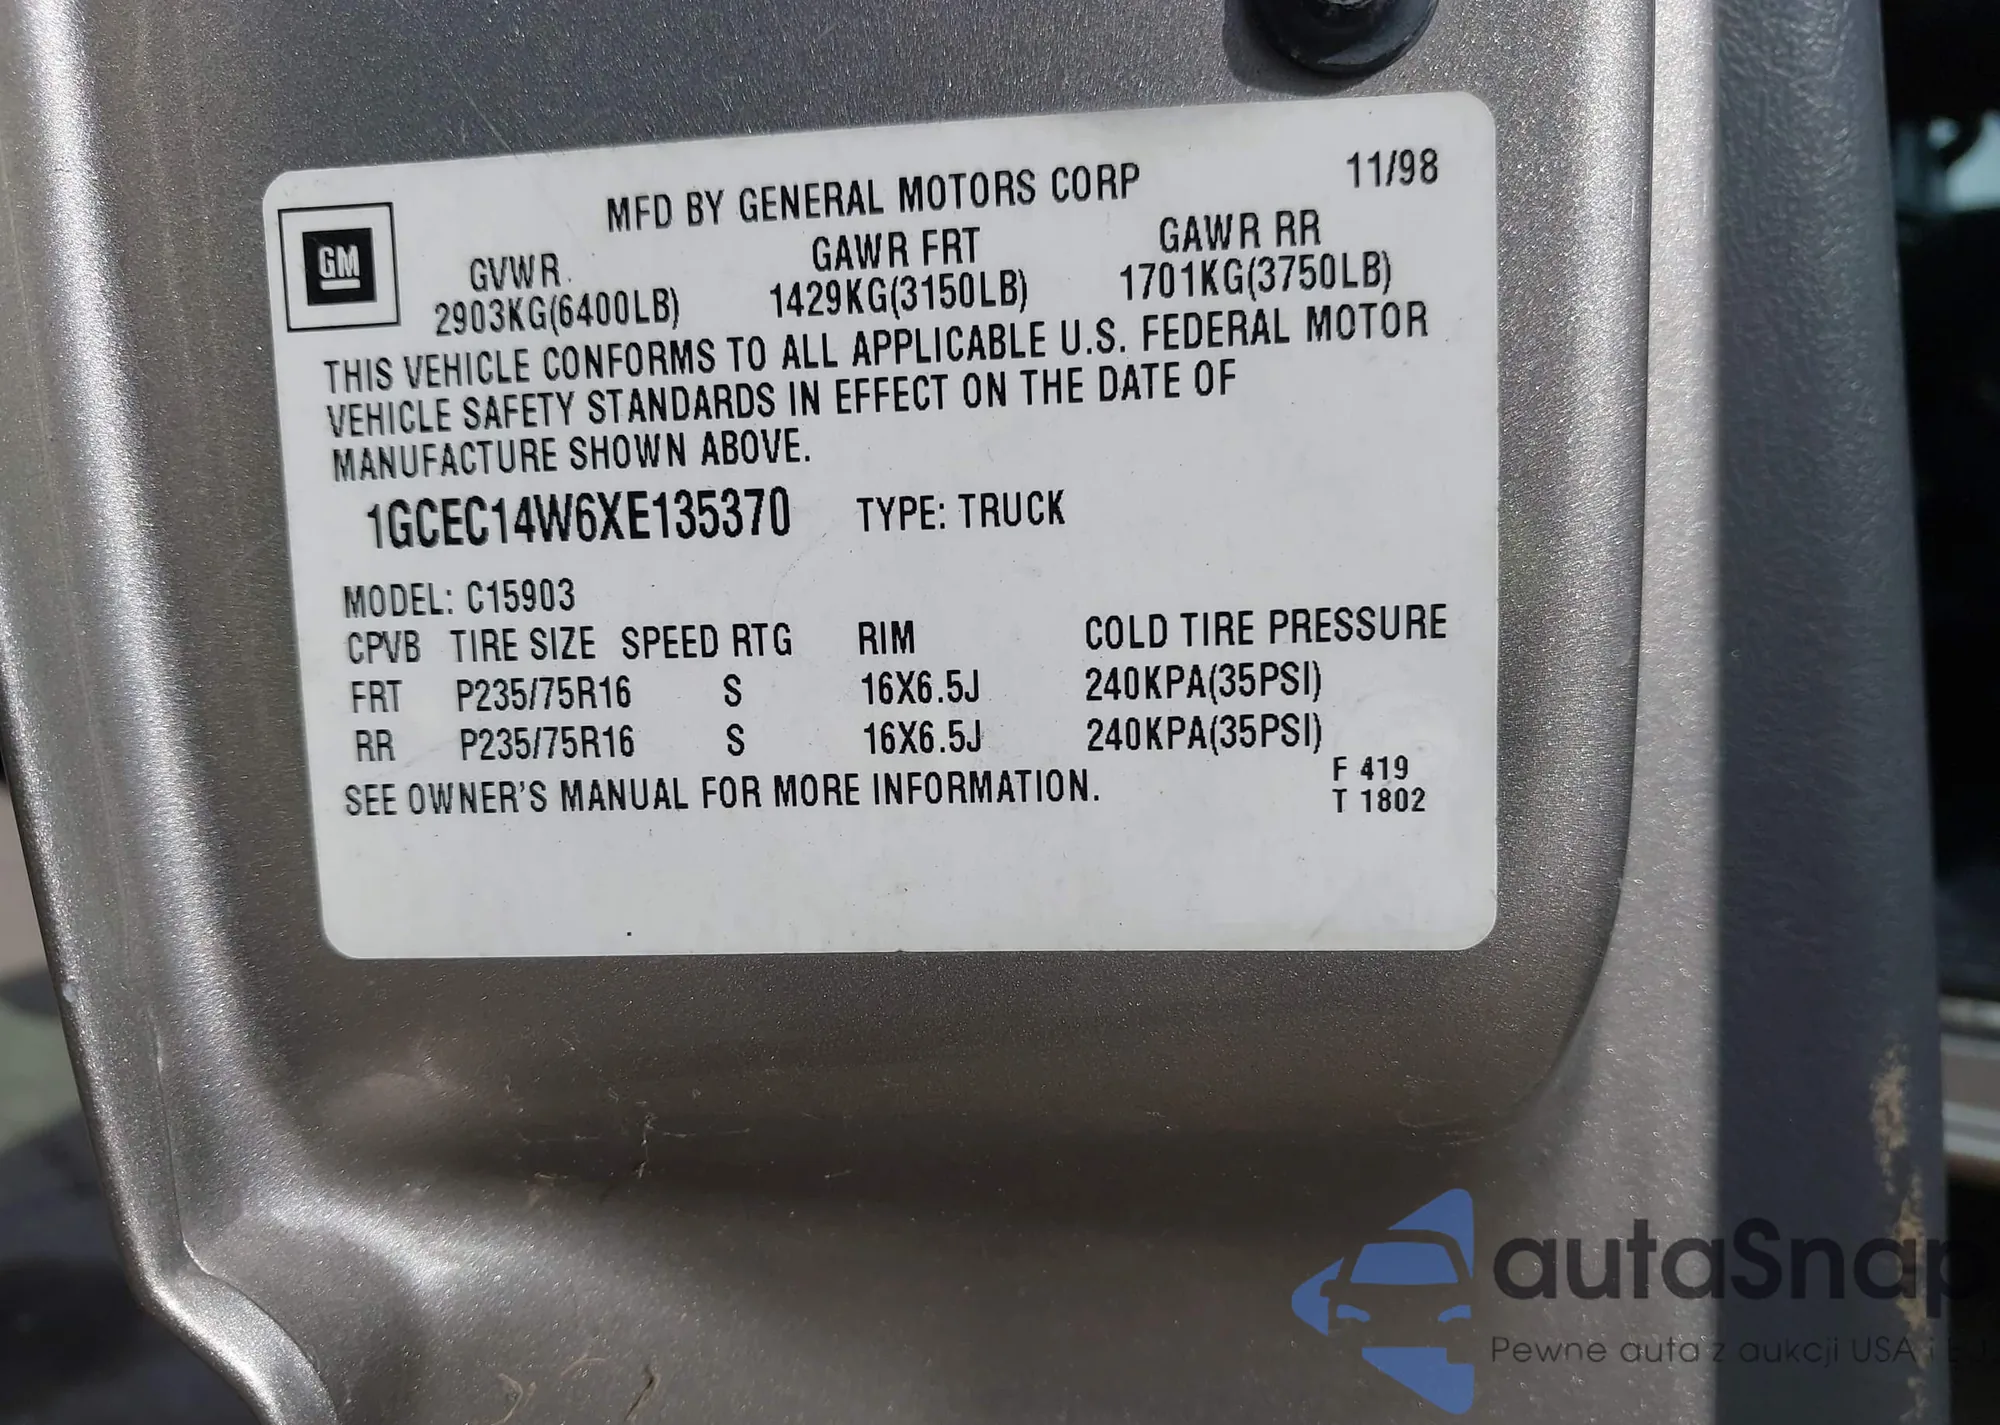 MFD BY GENERAL MOTORS CORP 11/98
GM
GVWR GAWR FRT GAWR RR
2903KG(6400LB) 1429KG(3150LB) 1701KG(3750LB)
THIS VEHICLE CONFORMS TO ALL APPLICABLE U.S. FEDERAL MOTOR
VEHICLE SAFETY STANDARDS IN EFFECT ON THE DATE OF
MANUFACTURE SHOWN ABOVE.
1GCEC14W6XE135370 TYPE: TRUCK
MODEL: C15903
CPVB TIRE SIZE SPEED RTG RIM COLD TIRE PRESSURE
FRT P235/75R16 S 16X6.5J 240KPA(35PSI)
RR P235/75R16 S 16X6.5J 240KPA(35PSI)
SEE OWNER'S MANUAL FOR MORE INFORMATION.
F 419
T 1802
autaSnap
Pewne auta z aukcji USA i EU